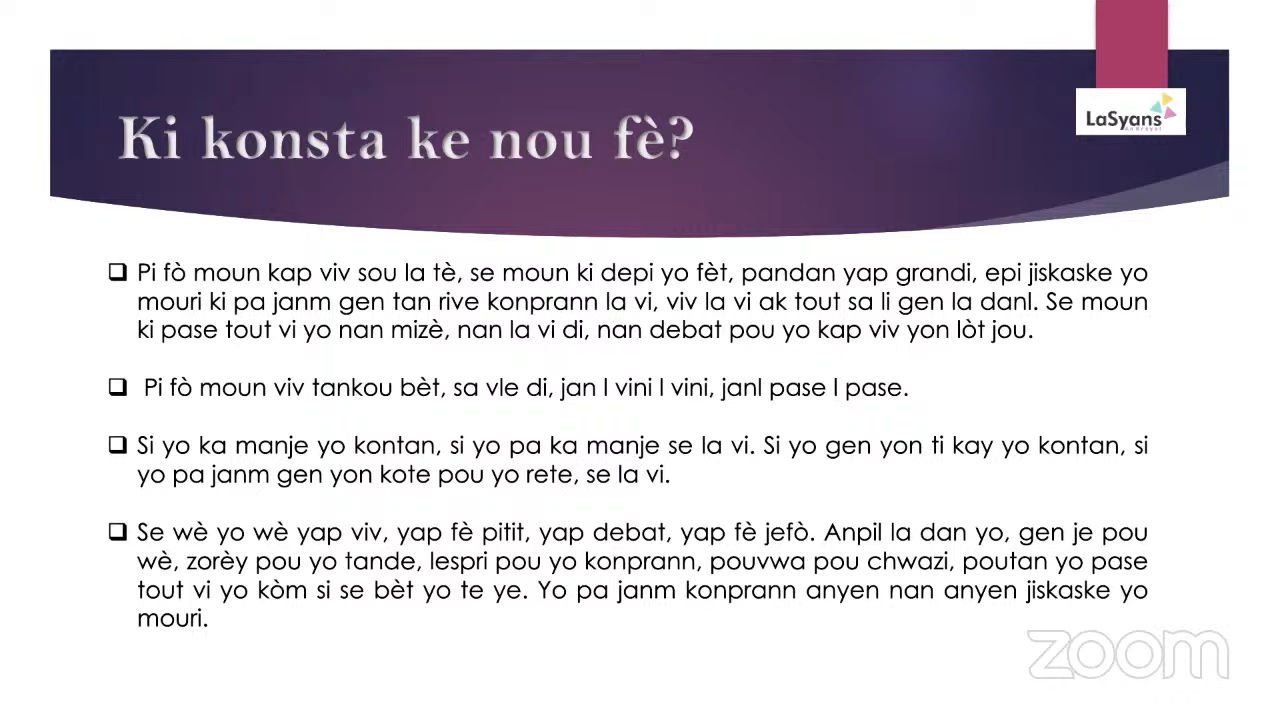 Ki konsta ke nou fè?
LaSyans
An Kreyol
Pi fò moun kap viv sou la tè, se moun ki depi yo fèt, pandan yap grandi, epi jiskaske yo
mouri ki pa janm gen tan rive konprann la vi, viv la vi ak tout sa li gen la danl. Se moun
ki pase tout vi yo nan mizè, nan la vi di, nan debat pou yo kap viv yon lòt jou.
Pi fò moun viv tankou bèt, sa vle di, jan l vini l vini, janl pase l pase.
Si yo ka manje yo kontan, si yo pa ka manje se la vi. Si yo gen yon ti kay yo kontan, si
yo pa janm gen yon kote pou yo rete, se la vi.
Se wè yo wè yap viv, yap fè pitit, yap debat, yap fè jefò. Anpil la dan yo, gen je pou
wè, zorèy pou yo tande, lespri pou yo konprann, pouvwa pou chwazi, poutan yo pase
tout vi yo kòm si se bèt yo te ye. Yo pa janm konprann anyen nan anyen jiskaske yo
mouri.
zoom